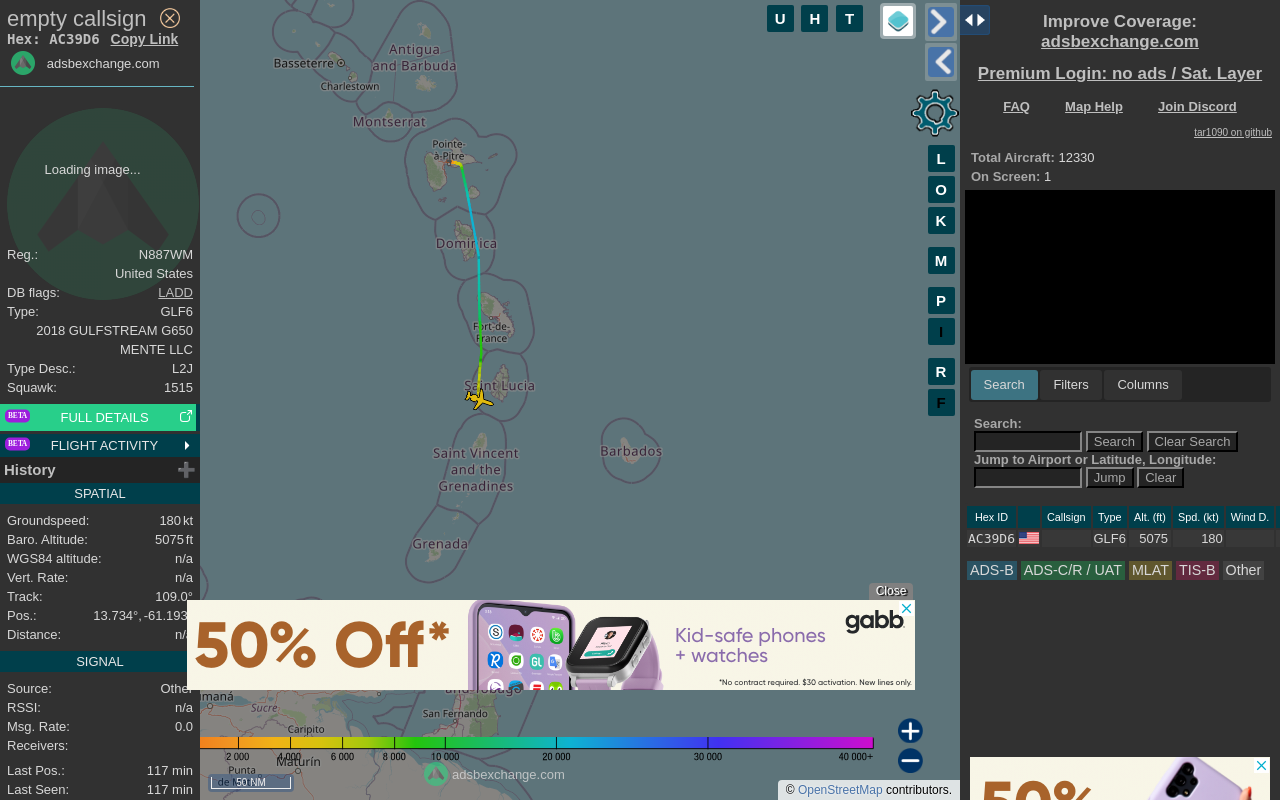 empty callsign
Hex: AC39D6 Copy Link
adsbexchange.com
Loading image...
Reg.: N887WM
United States
DB flags: LADD
Type: GLF6
2018 GULFSTREAM G650
MENTE LLC
Type Desc.: L2J
Squawk: 1515
BETA FULL DETAILS
BETA FLIGHT ACTIVITY
History
SPATIAL
Groundspeed: 180 kt
Baro. Altitude: 5075 ft
WGS84 altitude: n/a
Vert. Rate: n/a
Track: 109.0°
Pos.: 13.734°, -61.193°
Distance: n/a
SIGNAL
Source: Other
RSSI: n/a
Msg. Rate: 0.0
Receivers:
Last Pos.: 117 min
Last Seen: 117 min
Antigua
and Barbuda
Basseterre
Charlestown
Montserrat
Pointe-
à-Pitre
Dominica
Fort-de-
France
Saint Lucia
Saint Vincent
and the
Grenadines
Barbados
Grenada
U H T
L
O
K
M
P
I
R
F
Close
50% Off*
Kid-safe phones
+ watches
gabb
*No contract required. $30 activation. New lines only.
and Tobago
Sucre
San Fernando
Caripito
Maturín
Punta
2 000 4 000 6 000 8 000 10 000 20 000 30 000 40 000+
50 NM
adsbexchange.com
© OpenStreetMap contributors.
Improve Coverage:
adsbexchange.com
Premium Login: no ads / Sat. Layer
FAQ Map Help Join Discord
tar1090 on github
Total Aircraft: 12330
On Screen: 1
Search Filters Columns
Search:
Search Clear Search
Jump to Airport or Latitude, Longitude:
Jump Clear
Hex ID Callsign Type Alt. (ft) Spd. (kt) Wind D.
AC39D6 GLF6 5075 180
ADS-B ADS-C/R / UAT MLAT TIS-B Other
50%